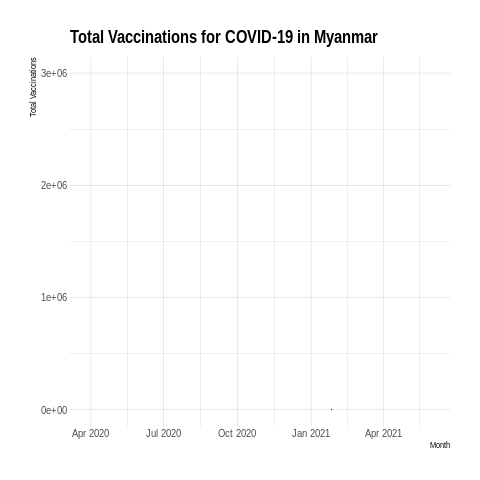 Total Vaccinations for COVID-19 in Myanmar
Total Vaccinations
3e+06
2e+06
1e+06
0e+00
Apr 2020 Jul 2020 Oct 2020 Jan 2021 Apr 2021
Month